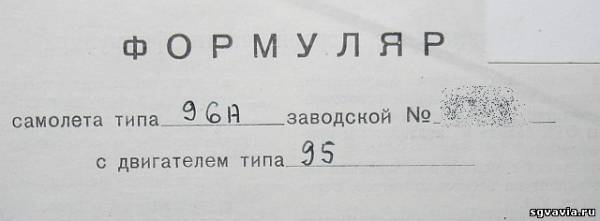 ФОРМУЛЯР
самолета типа 96А заводской №
с двигателем типа 95
sgvavia.ru